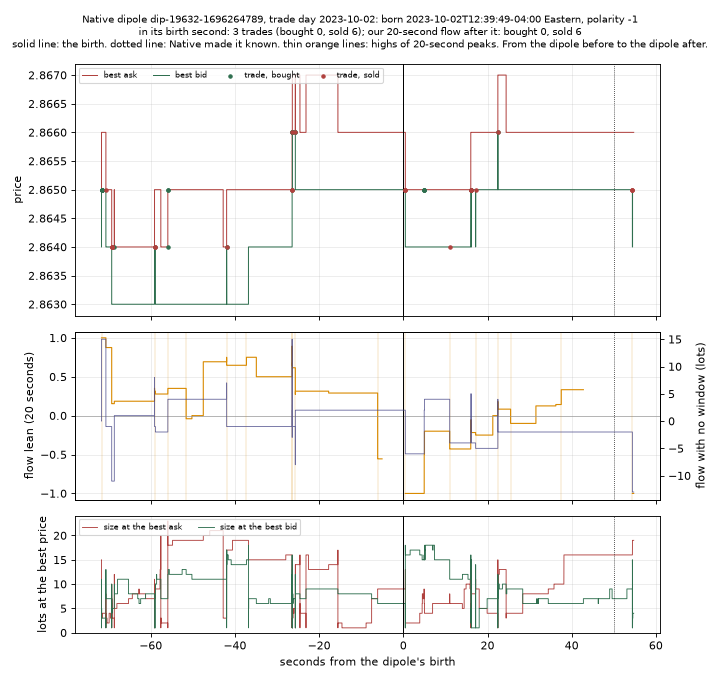 Native dipole dip-19632-1696264789, trade day 2023-10-02: born 2023-10-02T12:39:49-04:00 Eastern, polarity -1
in its birth second: 3 trades (bought 0, sold 6); our 20-second flow after it: bought 0, sold 6
solid line: the birth. dotted line: Native made it known. thin orange lines: highs of 20-second peaks. From the dipole before to the dipole after.
best ask best bid trade, bought trade, sold
2.8670
2.8665
2.8660
2.8655
2.8650
2.8645
2.8640
2.8635
2.8630
price
1.0
0.5
0.0
−0.5
−1.0
flow lean (20 seconds)
15
10
5
0
−5
−10
flow with no window (lots)
size at the best ask size at the best bid
20
15
10
5
0
lots at the best price
−60 −40 −20 0 20 40 60
seconds from the dipole's birth